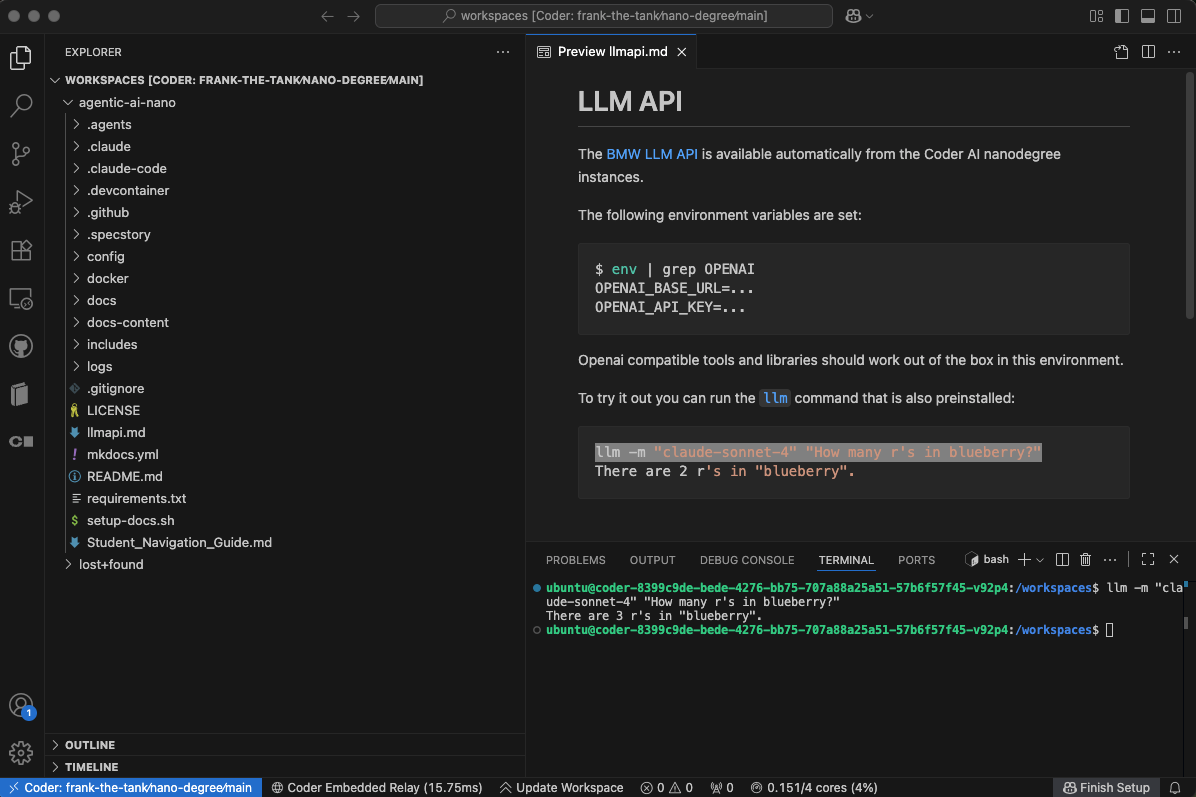 workspaces [Coder: frank-the-tank/nano-degree/main]
EXPLORER
WORKSPACES [CODER: FRANK-THE-TANK/NANO-DEGREE/MAIN]
agentic-ai-nano
.agents
.claude
.claude-code
.devcontainer
.github
.specstory
config
docker
docs
docs-content
includes
logs
.gitignore
LICENSE
llmapi.md
mkdocs.yml
README.md
requirements.txt
setup-docs.sh
Student_Navigation_Guide.md
lost+found
OUTLINE
TIMELINE
Preview llmapi.md
LLM API
The BMW LLM API is available automatically from the Coder AI nanodegree
instances.
The following environment variables are set:
$ env | grep OPENAI
OPENAI_BASE_URL=...
OPENAI_API_KEY=...
Openai compatible tools and libraries should work out of the box in this environment.
To try it out you can run the llm command that is also preinstalled:
llm -m "claude-sonnet-4" "How many r's in blueberry?"
There are 2 r's in "blueberry".
PROBLEMS OUTPUT DEBUG CONSOLE TERMINAL PORTS bash
ubuntu@coder-8399c9de-bede-4276-bb75-707a88a25a51-57b6f57f45-v92p4:/workspaces$ llm -m "cla
ude-sonnet-4" "How many r's in blueberry?"
There are 3 r's in "blueberry".
ubuntu@coder-8399c9de-bede-4276-bb75-707a88a25a51-57b6f57f45-v92p4:/workspaces$
1
Coder: frank-the-tank/nano-degree/main Coder Embedded Relay (15.75ms) Update Workspace 0 0 0 0.151/4 cores (4%) Finish Setup